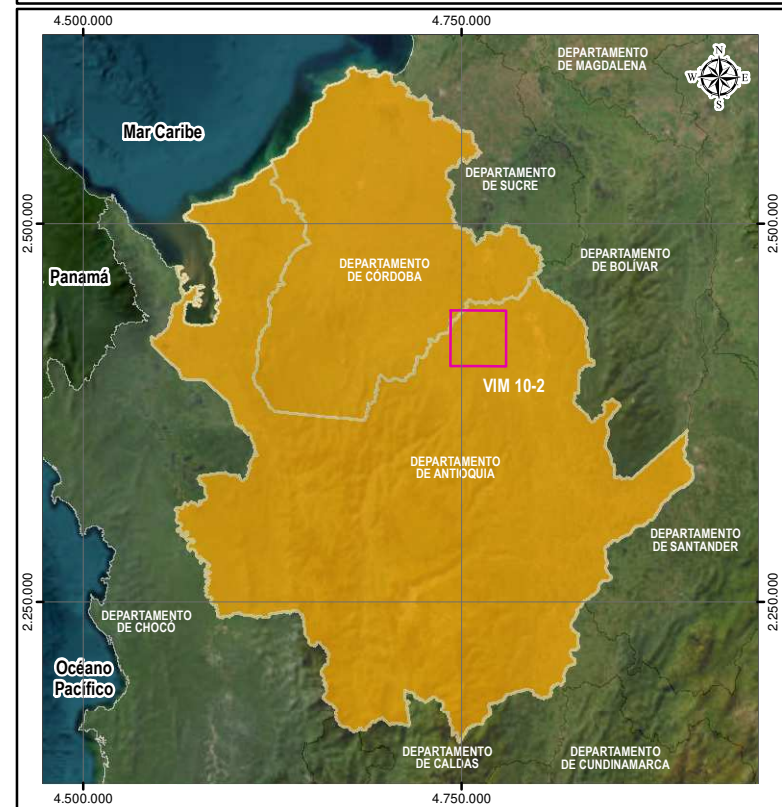 4.500.000
4.750.000
DEPARTAMENTO
DE MAGDALENA
N
W
E
S
Mar Caribe
DEPARTAMENTO
DE SUCRE
2.500.000
2.500.000
DEPARTAMENTO
DE BOLÍVAR
DEPARTAMENTO
DE CÓRDOBA
Panamá
VIM 10-2
DEPARTAMENTO
DE ANTIOQUIA
DEPARTAMENTO
DE SANTANDER
2.250.000
2.250.000
DEPARTAMENTO
DE CHOCÓ
Océano
Pacífico
DEPARTAMENTO
DE CALDAS
DEPARTAMENTO
DE CUNDINAMARCA
4.500.000
4.750.000